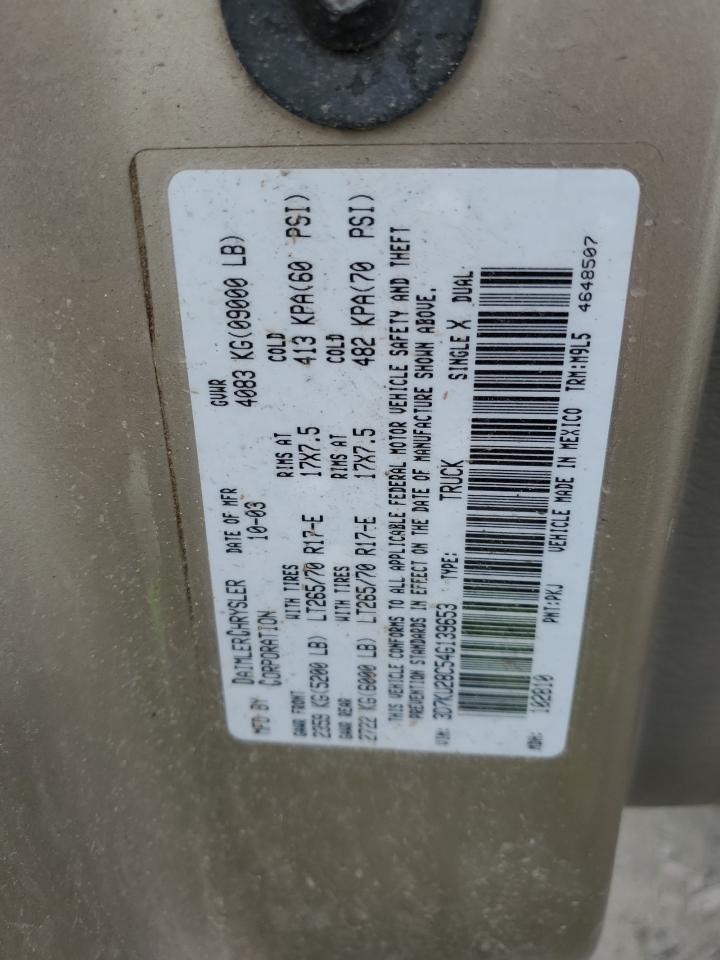 MFD BY DAIMLERCHRYSLER CORPORATION
DATE OF MFR 10-03
GVWR 4083 KG(09000 LB)
GAWR FRONT 2359 KG(5200 LB)
WITH TIRES LT265/70 R17-E
RIMS AT 17X7.5
COLD 413 KPA(60 PSI)
GAWR REAR 2722 KG(6000 LB)
WITH TIRES LT265/70 R17-E
RIMS AT 17X7.5
COLD 482 KPA(70 PSI)
THIS VEHICLE CONFORMS TO ALL APPLICABLE FEDERAL MOTOR VEHICLE SAFETY AND THEFT
PREVENTION STANDARDS IN EFFECT ON THE DATE OF MANUFACTURE SHOWN ABOVE.
VIN: 3D7KU28C54G139653 TYPE: TRUCK SINGLE X DUAL
MDH: 102810 PNT:PKJ VEHICLE MADE IN MEXICO TRM:M9L5
4648507